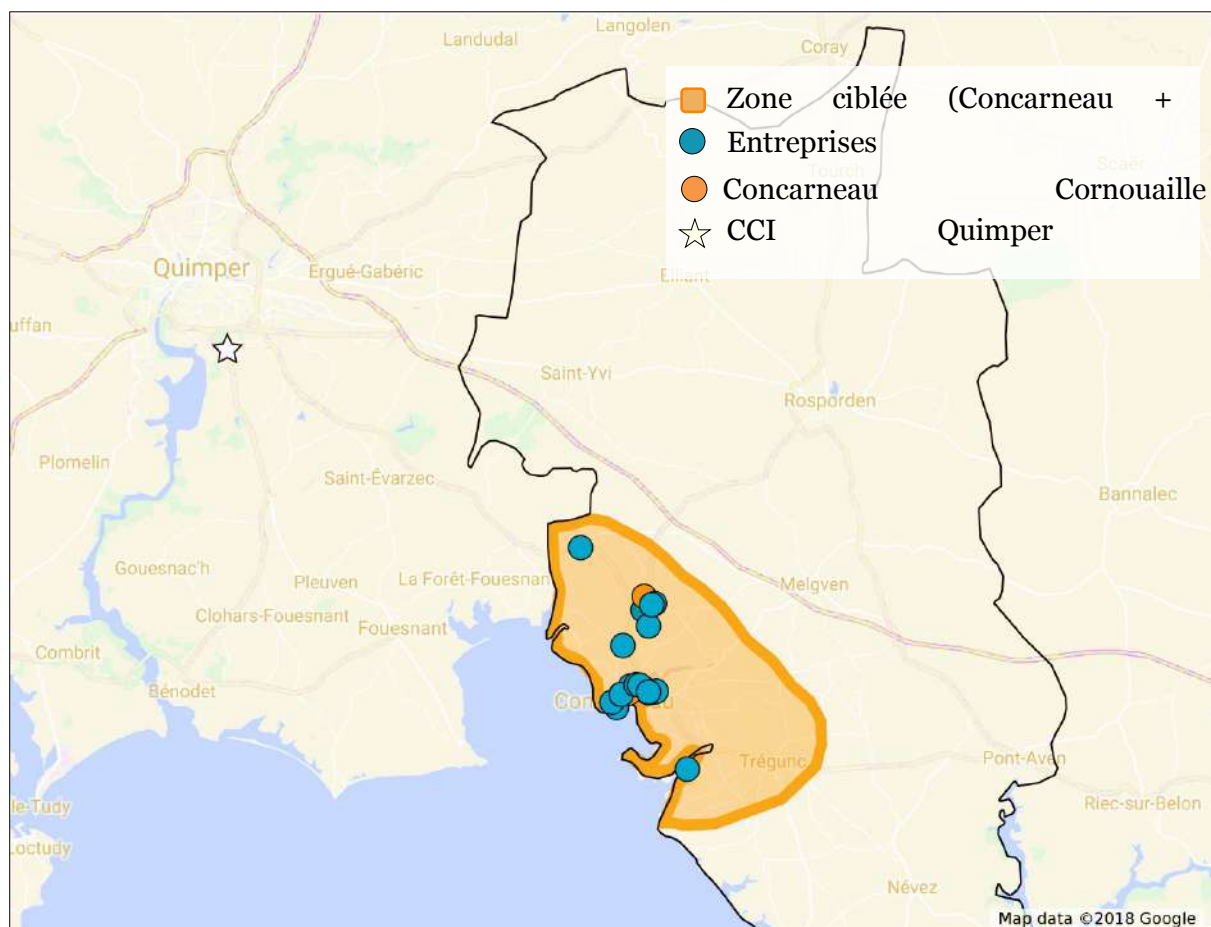 Landudal
Langolen
Coray
Zone ciblée (Concarneau +
Entreprises
Concarneau Cornouaille
CCI Quimper
Scaër
Tourch
Quimper
Ergué-Gabéric
Elliant
uffan
Saint-Yvi
Rosporden
Plomelin
Saint-Évarzec
Bannalec
Gouesnac'h
Pleuven
La Forêt-Fouesnan
Melgven
Clohars-Fouesnant
Fouesnant
Combrit
Bénodet
Trégunc
Pont-Aven
le-Tudy
Riec-sur-Belon
Loctudy
Névez
Map data ©2018 Google